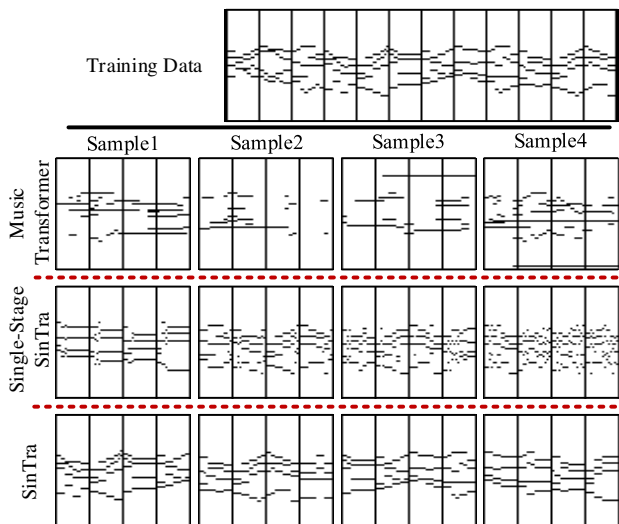 Training Data
Sample1 Sample2 Sample3 Sample4
Music
Transformer
Single-Stage
SinTra
SinTra